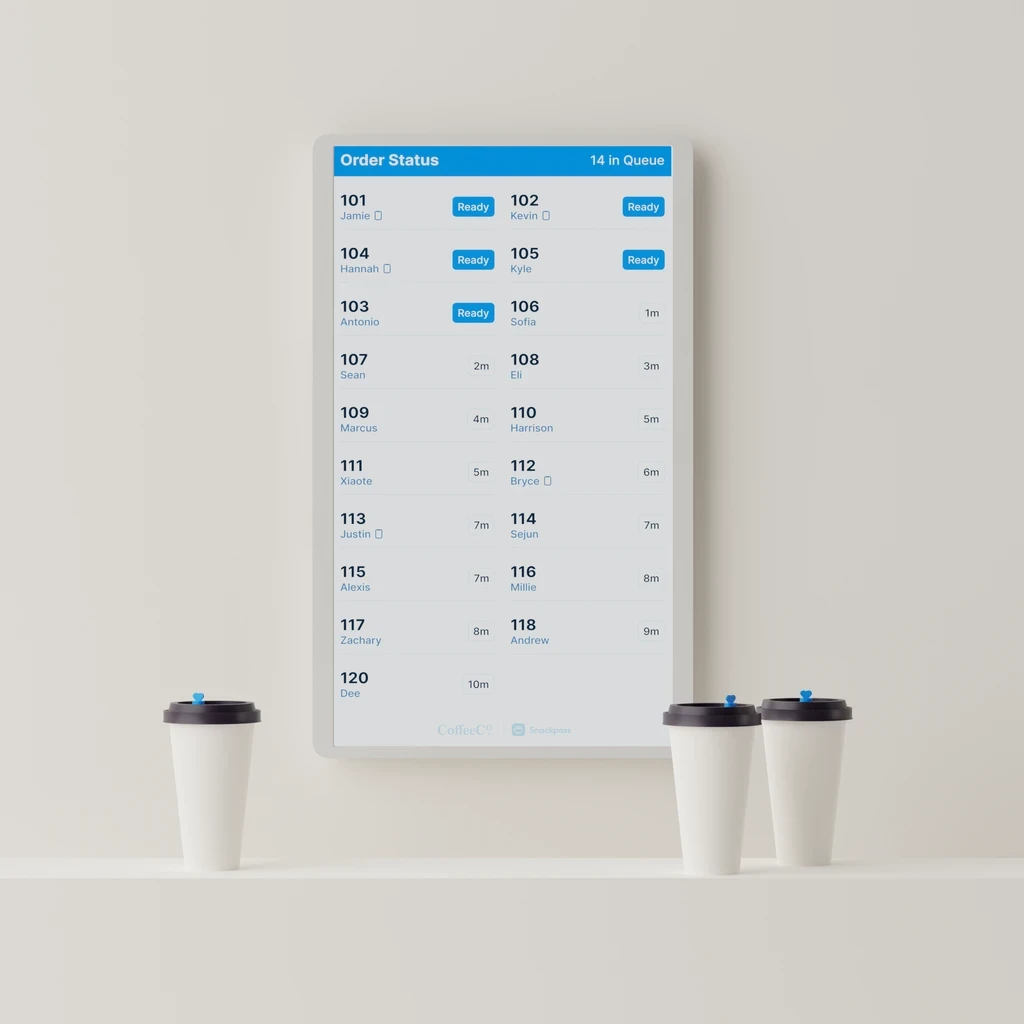 Order Status 14 in Queue
101 Ready 102 Ready
Jamie Kevin
104 Ready 105 Ready
Hannah Kyle
103 Ready 106 1m
Antonio Sofia
107 2m 108 3m
Sean Eli
109 4m 110 5m
Marcus Harrison
111 5m 112 6m
Xiaote Bryce
113 7m 114 7m
Justin Sejun
115 7m 116 8m
Alexis Millie
117 8m 118 9m
Zachary Andrew
120 10m
Dee
CoffeeCº Snackpass